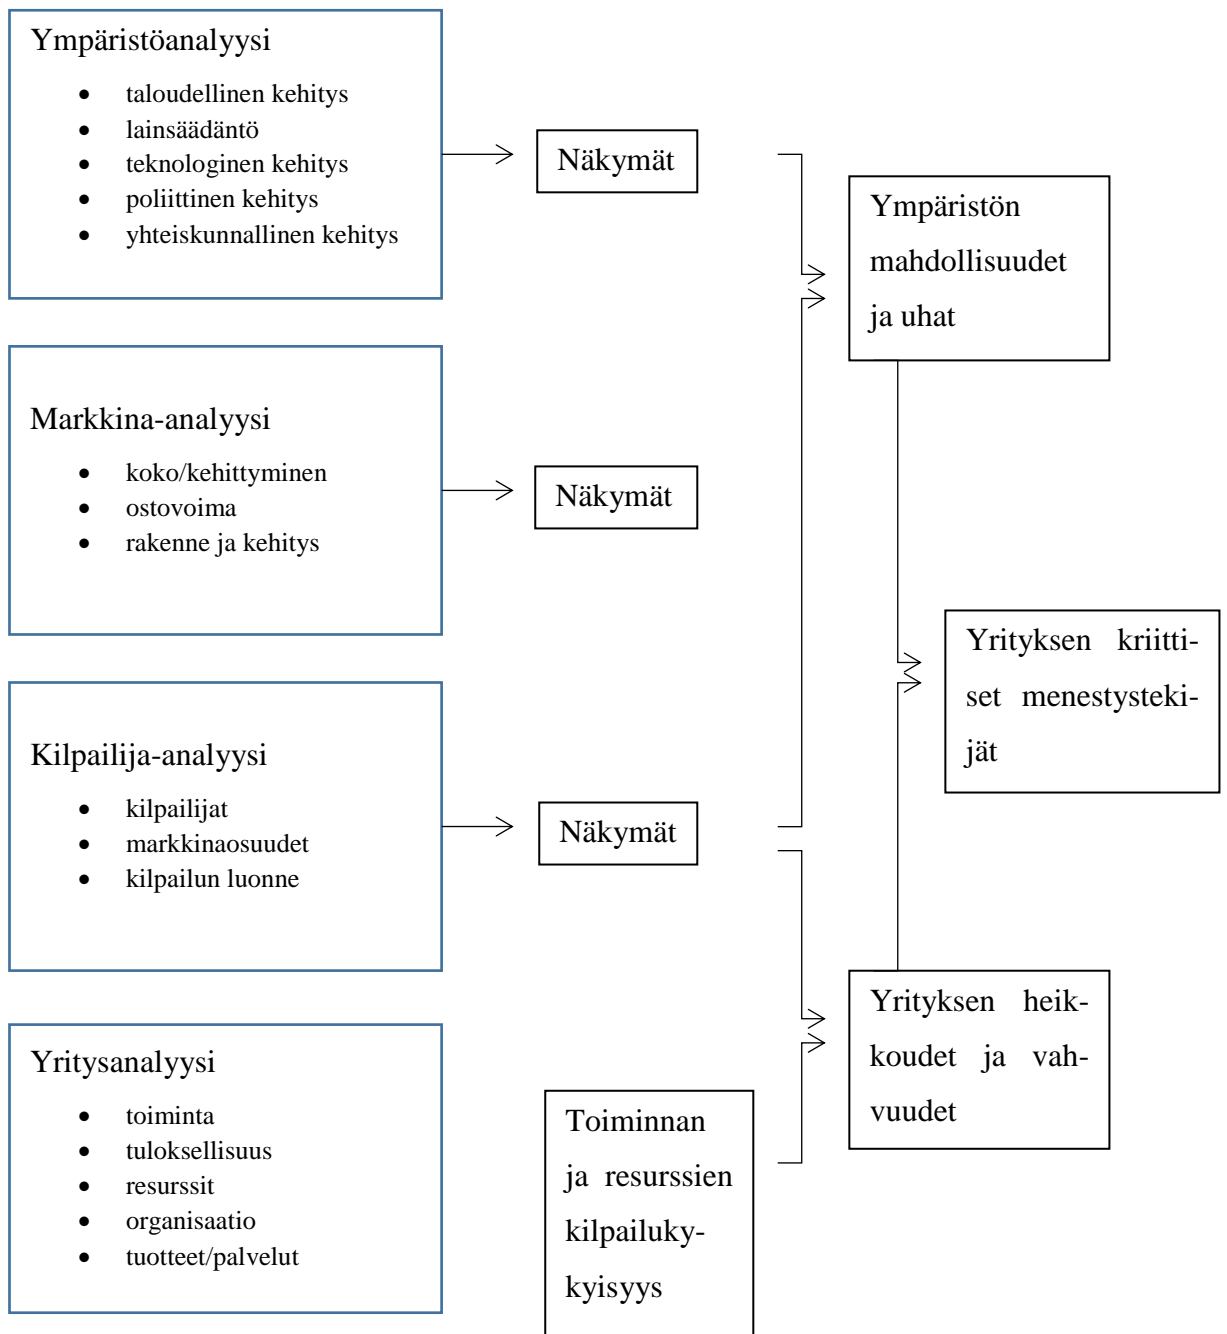 Ympäristöanalyysi
• taloudellinen kehitys
• lainsäädäntö
• teknologinen kehitys
• poliittinen kehitys
• yhteiskunnallinen kehitys
Näkymät
Ympäristön
mahdollisuudet
ja uhat
Markkina-analyysi
• koko/kehittyminen
• ostovoima
• rakenne ja kehitys
Näkymät
Yrityksen kriitti-
set menestysteki-
jät
Kilpailija-analyysi
• kilpailijat
• markkinaosuudet
• kilpailun luonne
Näkymät
Yrityksen heik-
koudet ja vah-
vuudet
Yritysanalyysi
• toiminta
• tuloksellisuus
• resurssit
• organisaatio
• tuotteet/palvelut
Toiminnan
ja resurssien
kilpailuky-
kyisyys